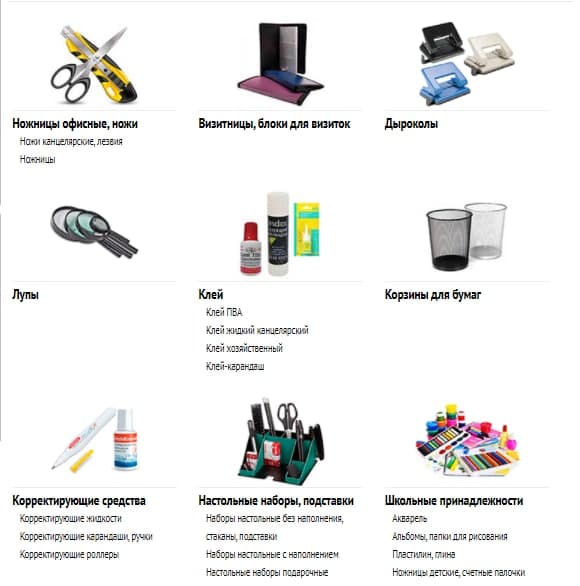 Ножницы офисные, ножи
Ножи канцелярские, лезвия
Ножницы
Визитницы, блоки для визиток
Дыроколы
Лупы
Клей
Клей ПВА
Клей жидкий канцелярский
Клей хозяйственный
Клей-карандаш
Корзины для бумаг
Корректирующие средства
Корректирующие жидкости
Корректирующие карандаши, ручки
Корректирующие роллеры
Настольные наборы, подставки
Наборы настольные без наполнения,
стаканы, подставки
Наборы настольные с наполнением
Наборы настольные подарочные
Школьные принадлежности
Акварель
Альбомы, папки для рисования
Пластилин, глина
Ножницы детские, счетные палочки